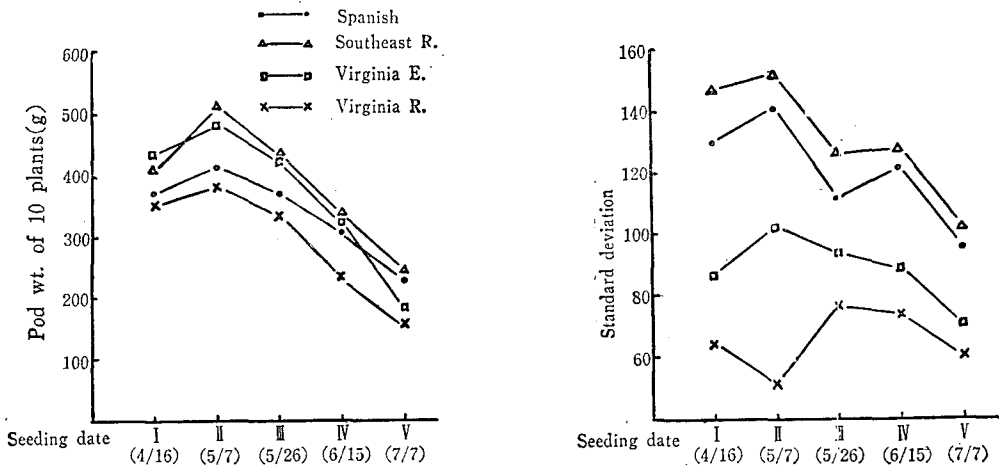 Spanish
Southeast R.
Virginia E.
Virginia R.
Pod wt. of 10 plants(g)
600
500
400
300
200
100
Seeding date
I II III IV V
(4/16) (5/7) (5/26) (6/15) (7/7)
Standard deviation
160
140
120
100
80
60
Seeding date
I II III IV V
(4/16) (5/7) (5/26) (6/15) (7/7)